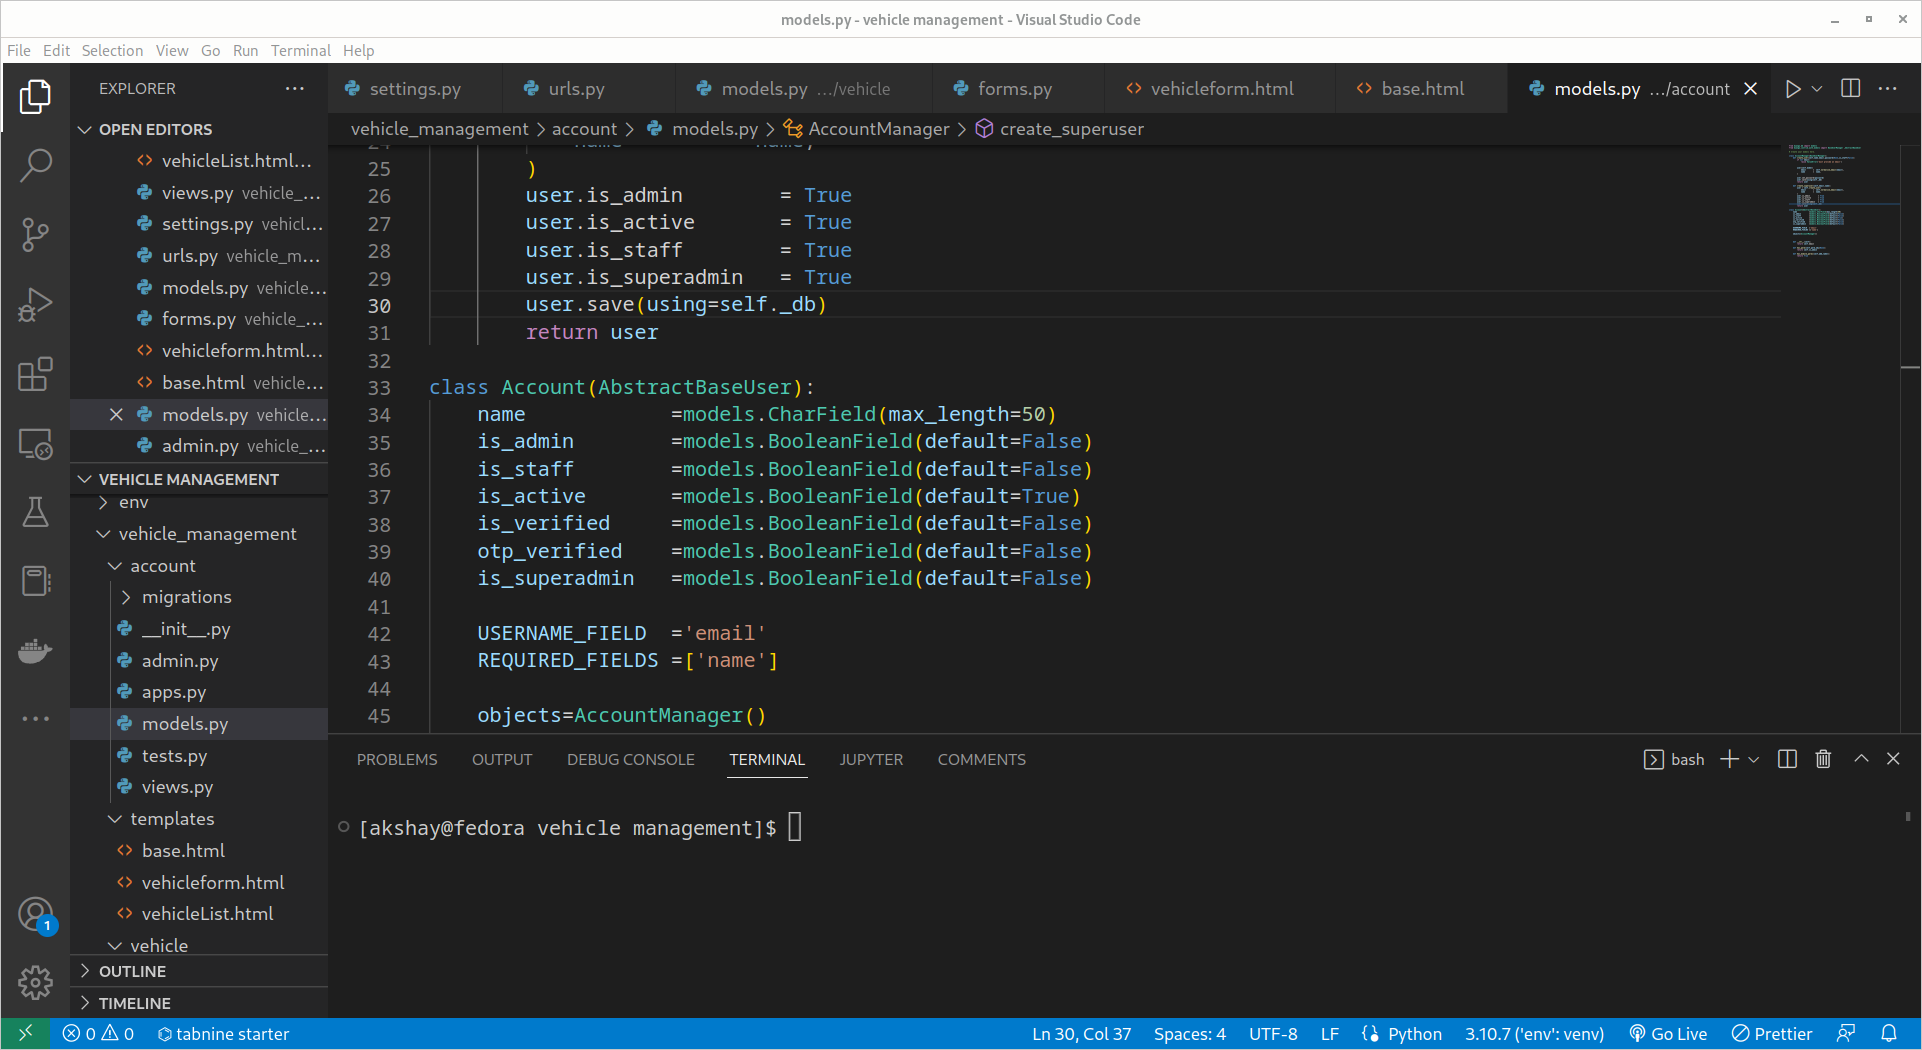 models.py - vehicle management - Visual Studio Code
File Edit Selection View Go Run Terminal Help
EXPLORER
settings.py urls.py models.py .../vehicle forms.py vehicleform.html base.html models.py .../account
vehicle_management > account > models.py > AccountManager > create_superuser
OPEN EDITORS
vehicleList.html...
views.py vehicle_...
settings.py vehicl...
urls.py vehicle_m...
models.py vehicle...
forms.py vehicle_...
vehicleform.html...
base.html vehicle...
models.py vehicle...
admin.py vehicle_...
VEHICLE MANAGEMENT
env
vehicle_management
account
migrations
__init__.py
admin.py
apps.py
models.py
tests.py
views.py
templates
base.html
vehicleform.html
vehicleList.html
vehicle
OUTLINE
TIMELINE
25 )
26 user.is_admin = True
27 user.is_active = True
28 user.is_staff = True
29 user.is_superadmin = True
30 user.save(using=self._db)
31 return user
32
33 class Account(AbstractBaseUser):
34 name =models.CharField(max_length=50)
35 is_admin =models.BooleanField(default=False)
36 is_staff =models.BooleanField(default=False)
37 is_active =models.BooleanField(default=True)
38 is_verified =models.BooleanField(default=False)
39 otp_verified =models.BooleanField(default=False)
40 is_superadmin =models.BooleanField(default=False)
41
42 USERNAME_FIELD ='email'
43 REQUIRED_FIELDS =['name']
44
45 objects=AccountManager()
PROBLEMS OUTPUT DEBUG CONSOLE TERMINAL JUPYTER COMMENTS bash
[akshay@fedora vehicle management]$
1
0 0 tabnine starter Ln 30, Col 37 Spaces: 4 UTF-8 LF Python 3.10.7 ('env': venv) Go Live Prettier